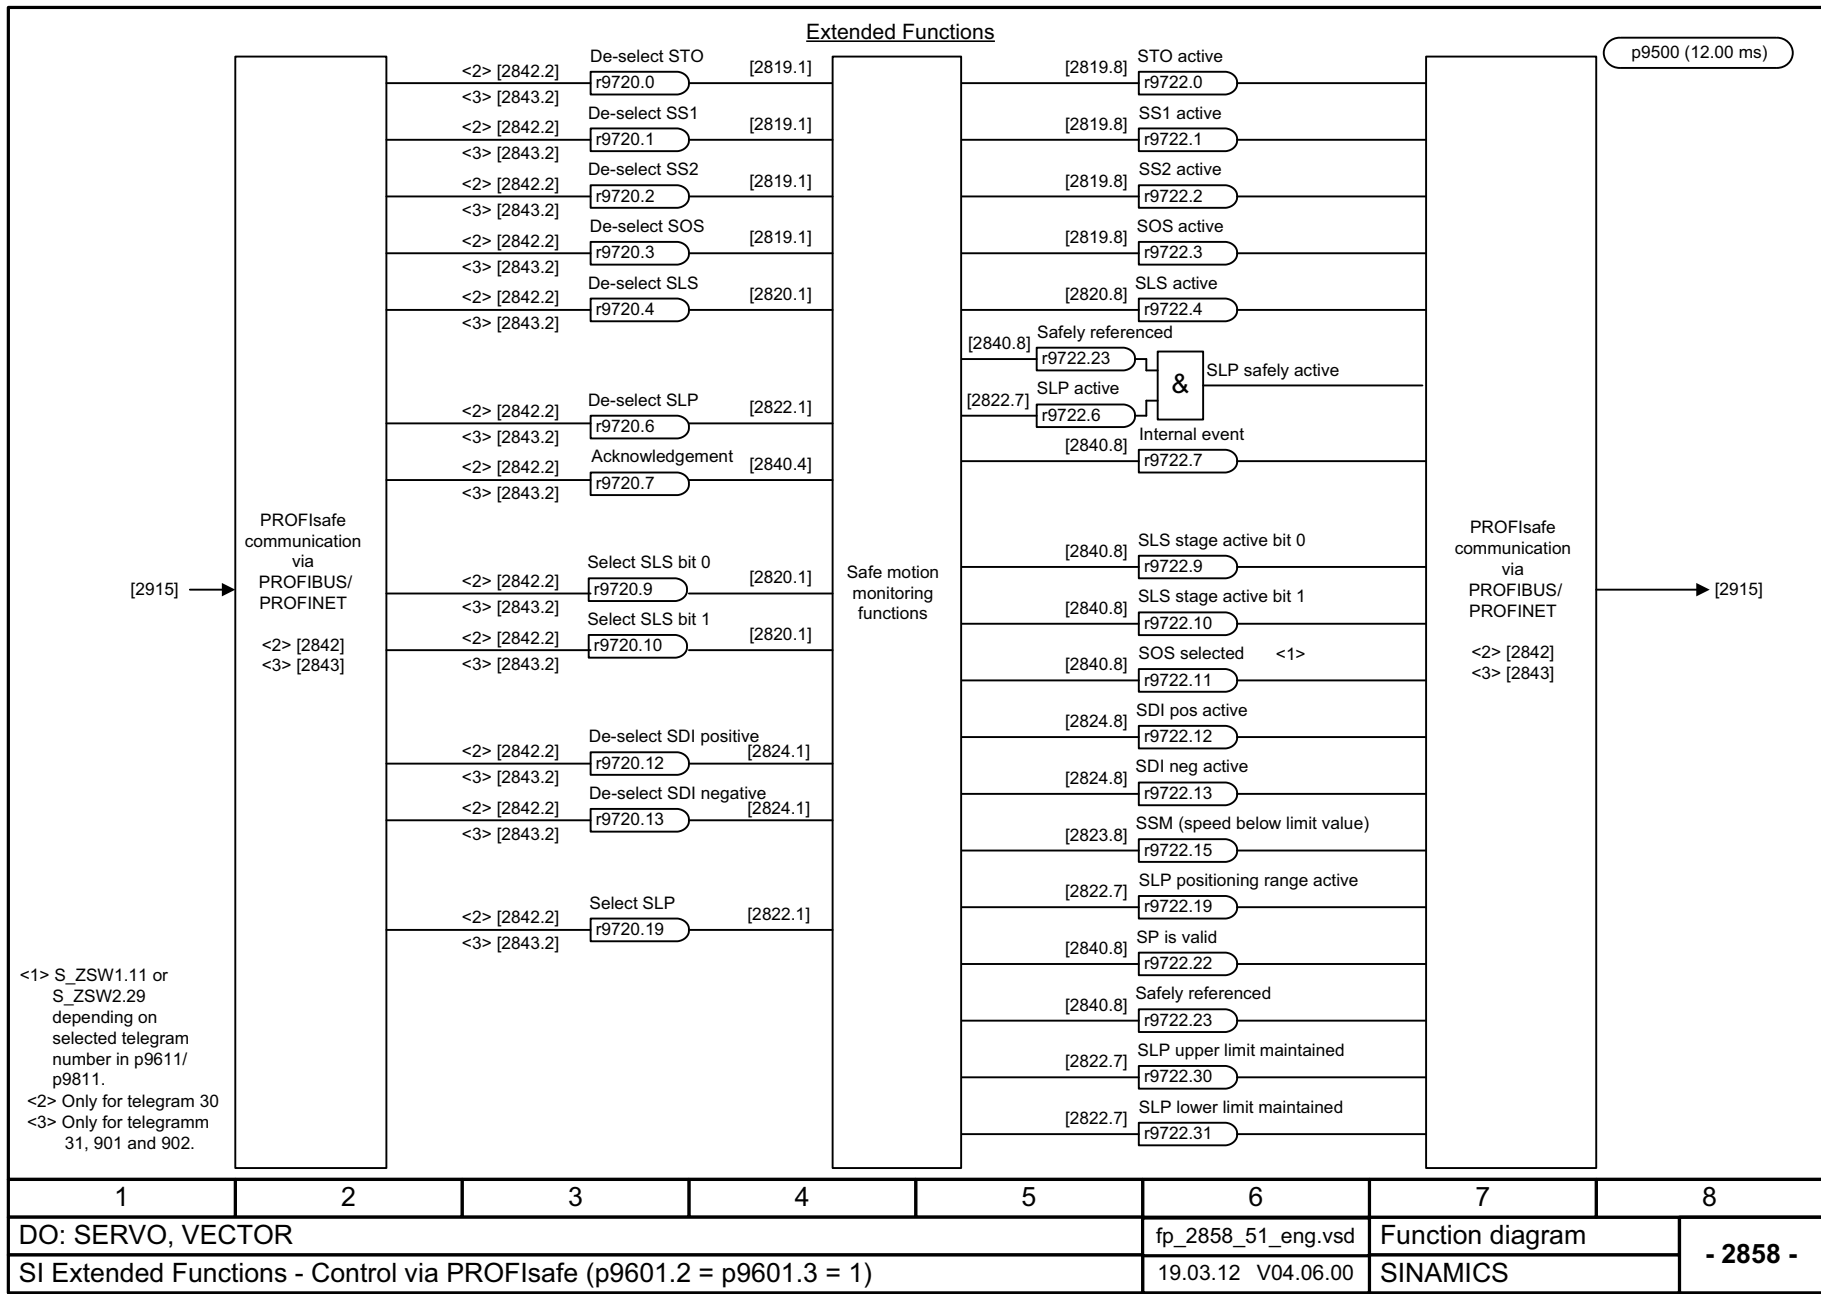 Extended Functions
p9500 (12.00 ms)
[2915]
PROFIsafe
communication
via
PROFIBUS/
PROFINET
<2> [2842]
<3> [2843]
De-select STO
<2> [2842.2]
r9720.0
[2819.1]
<3> [2843.2]
De-select SS1
<2> [2842.2]
r9720.1
[2819.1]
<3> [2843.2]
De-select SS2
<2> [2842.2]
r9720.2
[2819.1]
<3> [2843.2]
De-select SOS
<2> [2842.2]
r9720.3
[2819.1]
<3> [2843.2]
De-select SLS
<2> [2842.2]
r9720.4
[2820.1]
<3> [2843.2]
De-select SLP
<2> [2842.2]
r9720.6
[2822.1]
<3> [2843.2]
Acknowledgement
<2> [2842.2]
r9720.7
[2840.4]
<3> [2843.2]
Select SLS bit 0
<2> [2842.2]
r9720.9
[2820.1]
<3> [2843.2]
Select SLS bit 1
<2> [2842.2]
r9720.10
[2820.1]
<3> [2843.2]
De-select SDI positive
<2> [2842.2]
r9720.12
[2824.1]
<3> [2843.2]
De-select SDI negative
<2> [2842.2]
r9720.13
[2824.1]
<3> [2843.2]
Select SLP
<2> [2842.2]
r9720.19
[2822.1]
<3> [2843.2]
Safe motion
monitoring
functions
STO active
[2819.8]
r9722.0
SS1 active
[2819.8]
r9722.1
SS2 active
[2819.8]
r9722.2
SOS active
[2819.8]
r9722.3
SLS active
[2820.8]
r9722.4
Safely referenced
[2840.8]
r9722.23
SLP active
[2822.7]
r9722.6
&
SLP safely active
Internal event
[2840.8]
r9722.7
SLS stage active bit 0
[2840.8]
r9722.9
SLS stage active bit 1
[2840.8]
r9722.10
SOS selected <1>
[2840.8]
r9722.11
SDI pos active
[2824.8]
r9722.12
SDI neg active
[2824.8]
r9722.13
SSM (speed below limit value)
[2823.8]
r9722.15
SLP positioning range active
[2822.7]
r9722.19
SP is valid
[2840.8]
r9722.22
Safely referenced
[2840.8]
r9722.23
SLP upper limit maintained
[2822.7]
r9722.30
SLP lower limit maintained
[2822.7]
r9722.31
PROFIsafe
communication
via
PROFIBUS/
PROFINET
<2> [2842]
<3> [2843]
[2915]
<1> S_ZSW1.11 or
S_ZSW2.29
depending on
selected telegram
number in p9611/
p9811.
<2> Only for telegram 30
<3> Only for telegramm
31, 901 and 902.
1 2 3 4 5 6 7 8
DO: SERVO, VECTOR
fp_2858_51_eng.vsd
Function diagram
- 2858 -
SI Extended Functions - Control via PROFIsafe (p9601.2 = p9601.3 = 1)
19.03.12 V04.06.00
SINAMICS